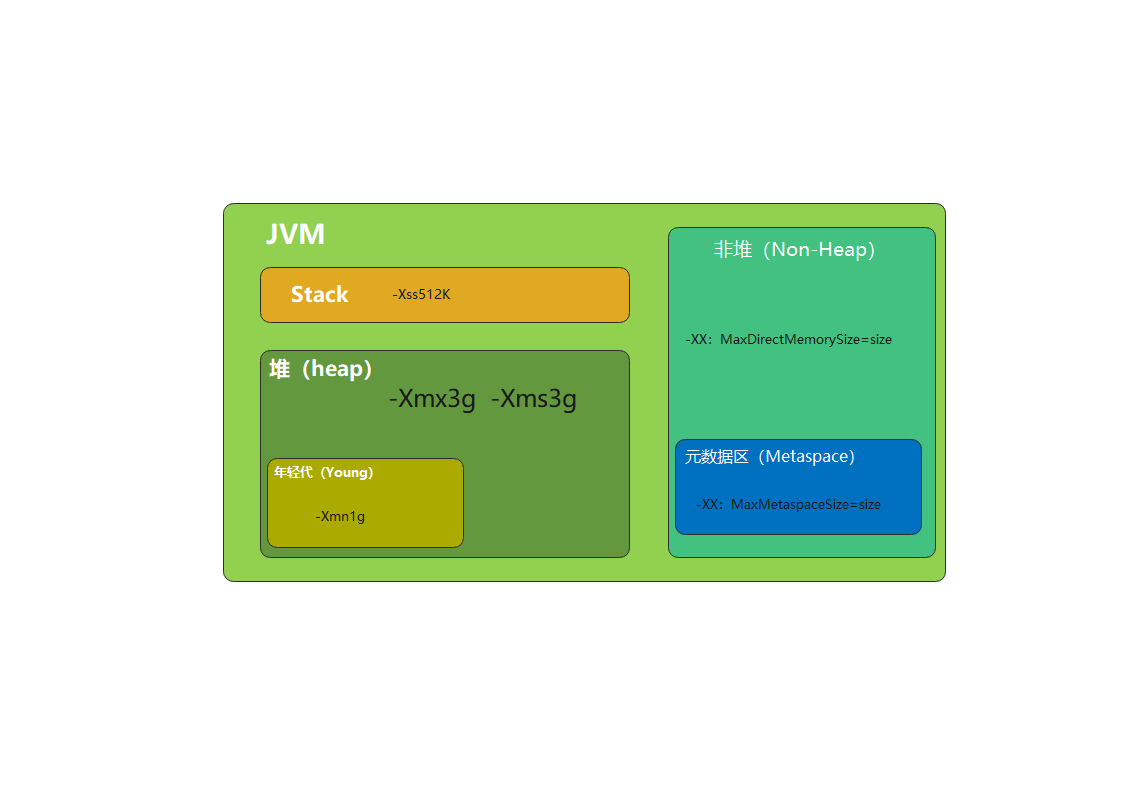 JVM
Stack -Xss512K
堆（heap）
-Xmx3g -Xms3g
年轻代（Young）
-Xmn1g
非堆（Non-Heap）
-XX：MaxDirectMemorySize=size
元数据区（Metaspace）
-XX：MaxMetaspaceSize=size